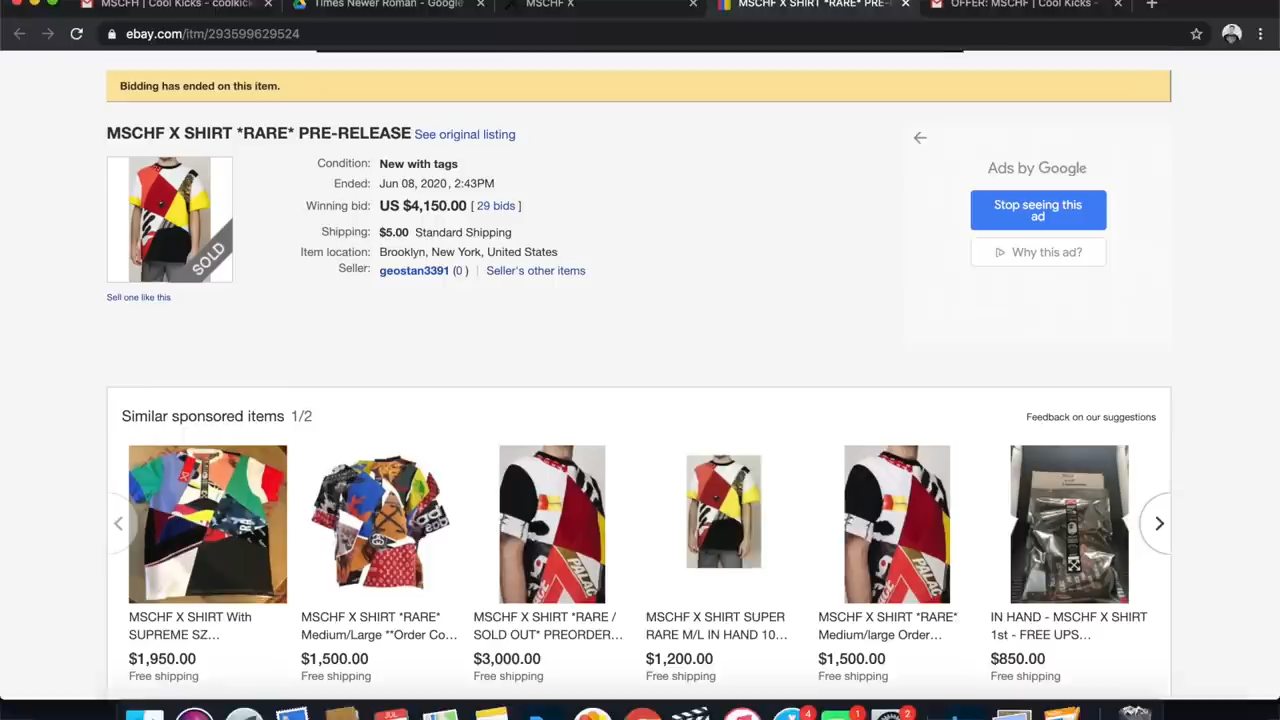 MSCFH | Cool Kicks - coolkick
Times Newer Roman - Google
MSCHF X
MSCHF X SHIRT *RARE* PRE-
OFFER: MSCHF | Cool Kicks -
ebay.com/itm/293599629524
Bidding has ended on this item.
MSCHF X SHIRT *RARE* PRE-RELEASE See original listing
SOLD
Sell one like this
Condition: New with tags
Ended: Jun 08, 2020 , 2:43PM
Winning bid: US $4,150.00 [ 29 bids ]
Shipping: $5.00 Standard Shipping
Item location: Brooklyn, New York, United States
Seller: geostan3391 (0 ) | Seller's other items
Ads by Google
Stop seeing this
ad
Why this ad?
Similar sponsored items 1/2
Feedback on our suggestions
MSCHF X SHIRT With
SUPREME SZ...
$1,950.00
Free shipping
MSCHF X SHIRT *RARE*
Medium/Large **Order Co...
$1,500.00
Free shipping
PALAC
MSCHF X SHIRT *RARE /
SOLD OUT* PREORDER...
$3,000.00
Free shipping
MSCHF X SHIRT SUPER
RARE M/L IN HAND 10...
$1,200.00
Free shipping
PALAC
MSCHF X SHIRT *RARE*
Medium/large Order...
$1,500.00
Free shipping
IN HAND - MSCHF X SHIRT
1st - FREE UPS...
$850.00
Free shipping
JUL
4
1
2